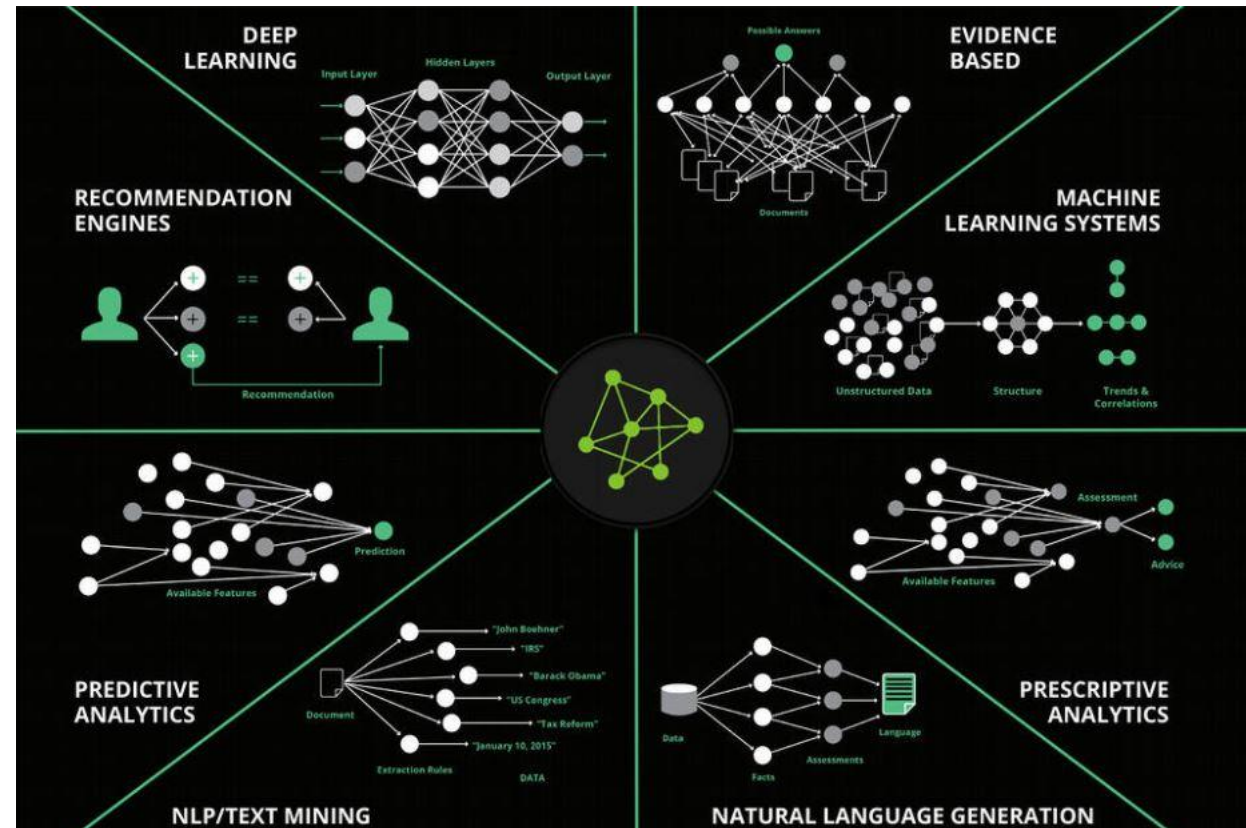 DEEP
LEARNING
Input Layer
Hidden Layers
Output Layer
Possible Answers
Documents
EVIDENCE
BASED
RECOMMENDATION
ENGINES
+
==
+
+
==
+
+
Recommendation
MACHINE
LEARNING SYSTEMS
Unstructured Data
Structure
Trends &
Correlations
Prediction
Available Features
PREDICTIVE
ANALYTICS
Assessment
Advice
Available Features
PRESCRIPTIVE
ANALYTICS
Document
"John Boehner"
"IRS"
"Barack Obama"
"US Congress"
"Tax Reform"
"January 10, 2015"
Extraction Rules
DATA
NLP/TEXT MINING
Data
Facts
Assessments
Language
NATURAL LANGUAGE GENERATION